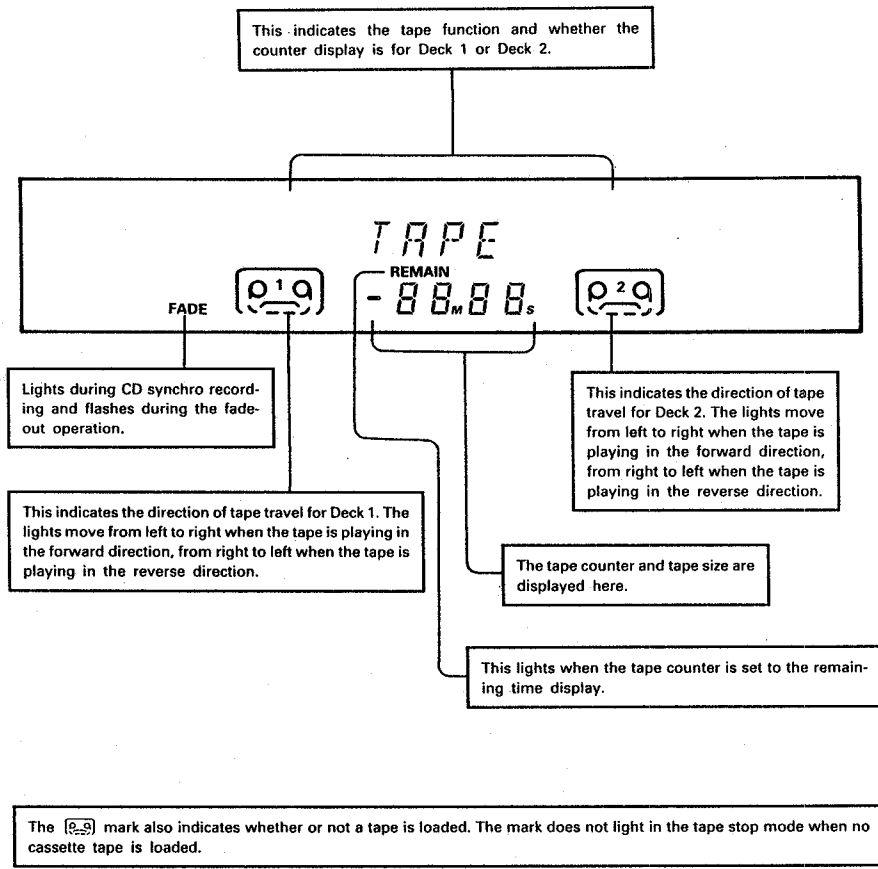 This indicates the tape function and whether the
counter display is for Deck 1 or Deck 2.
TAPE
REMAIN
1
- 88M 88S
2
FADE
Lights during CD synchro record-
ing and flashes during the fade-
out operation.
This indicates the direction of tape
travel for Deck 2. The lights move
from left to right when the tape is
playing in the forward direction,
from right to left when the tape is
playing in the reverse direction.
This indicates the direction of tape travel for Deck 1. The
lights move from left to right when the tape is playing in
the forward direction, from right to left when the tape is
playing in the reverse direction.
The tape counter and tape size are
displayed here.
This lights when the tape counter is set to the remain-
ing time display.
The mark also indicates whether or not a tape is loaded. The mark does not light in the tape stop mode when no
cassette tape is loaded.